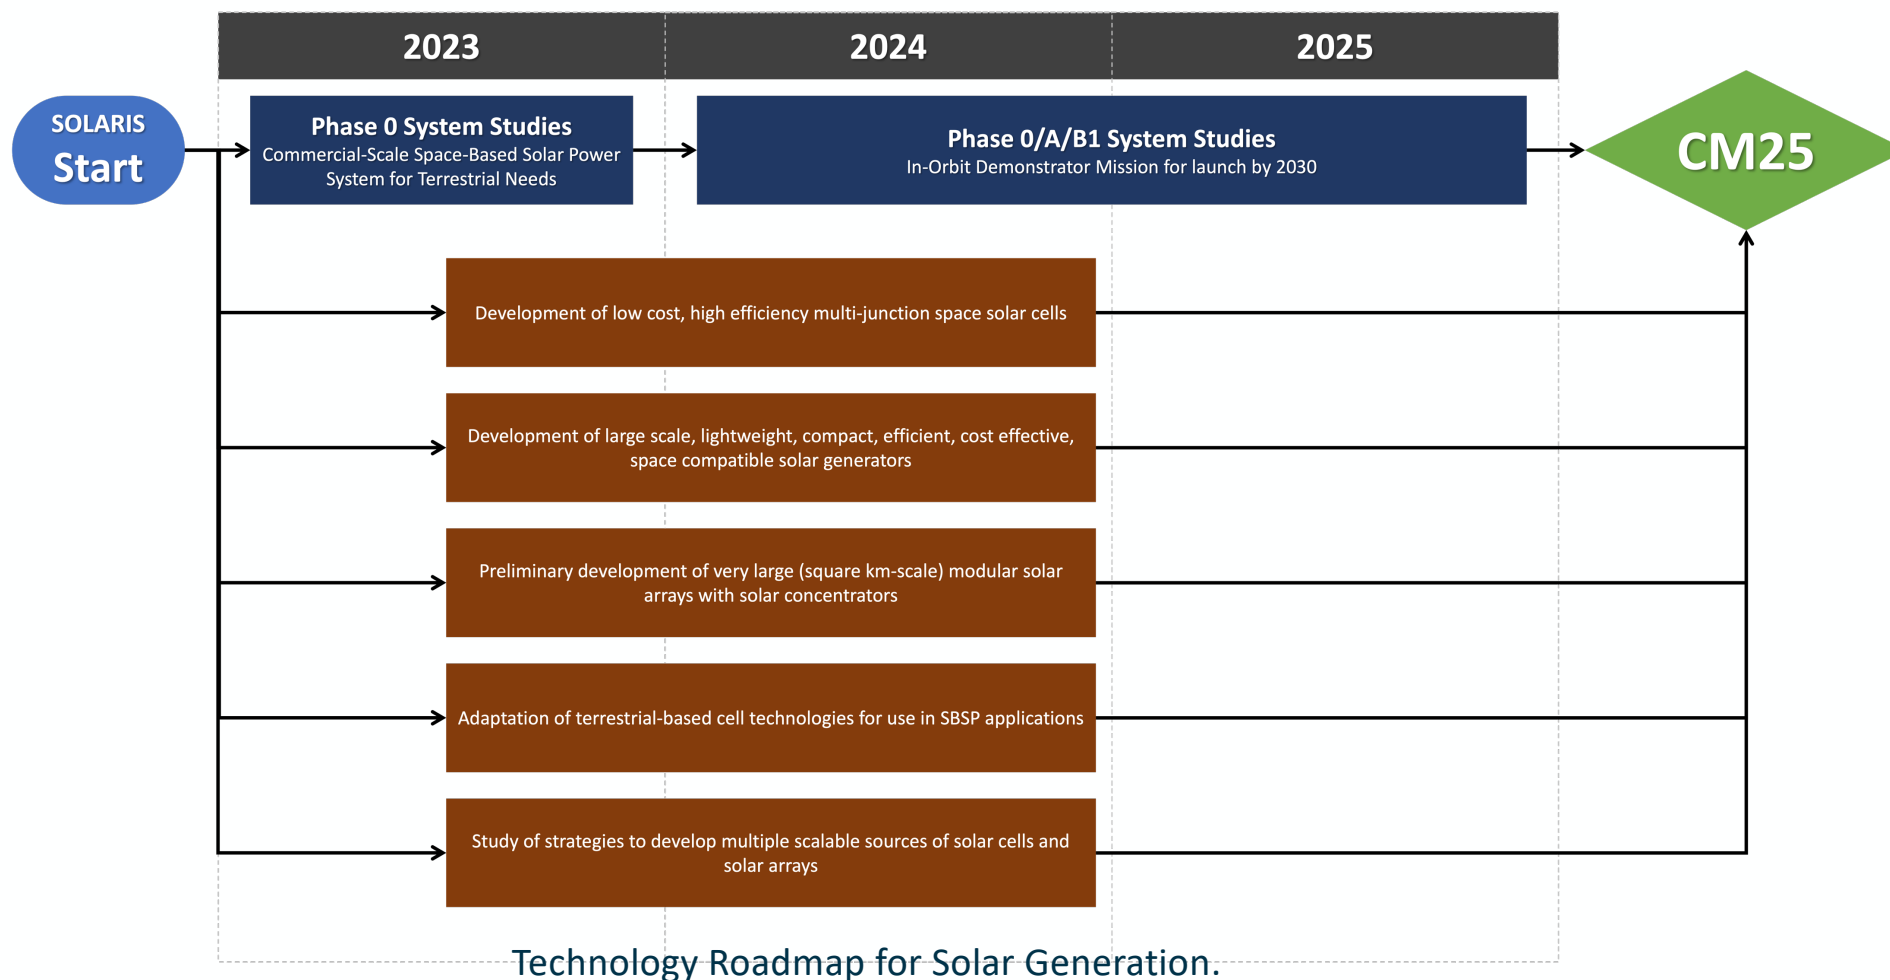 2023
2024
2025
SOLARIS
Start
Phase 0 System Studies
Commercial-Scale Space-Based Solar Power
System for Terrestrial Needs
Phase 0/A/B1 System Studies
In-Orbit Demonstrator Mission for launch by 2030
CM25
Development of low cost, high efficiency multi-junction space solar cells
Development of large scale, lightweight, compact, efficient, cost effective,
space compatible solar generators
Preliminary development of very large (square km-scale) modular solar
arrays with solar concentrators
Adaptation of terrestrial-based cell technologies for use in SBSP applications
Study of strategies to develop multiple scalable sources of solar cells and
solar arrays
Technology Roadmap for Solar Generation.